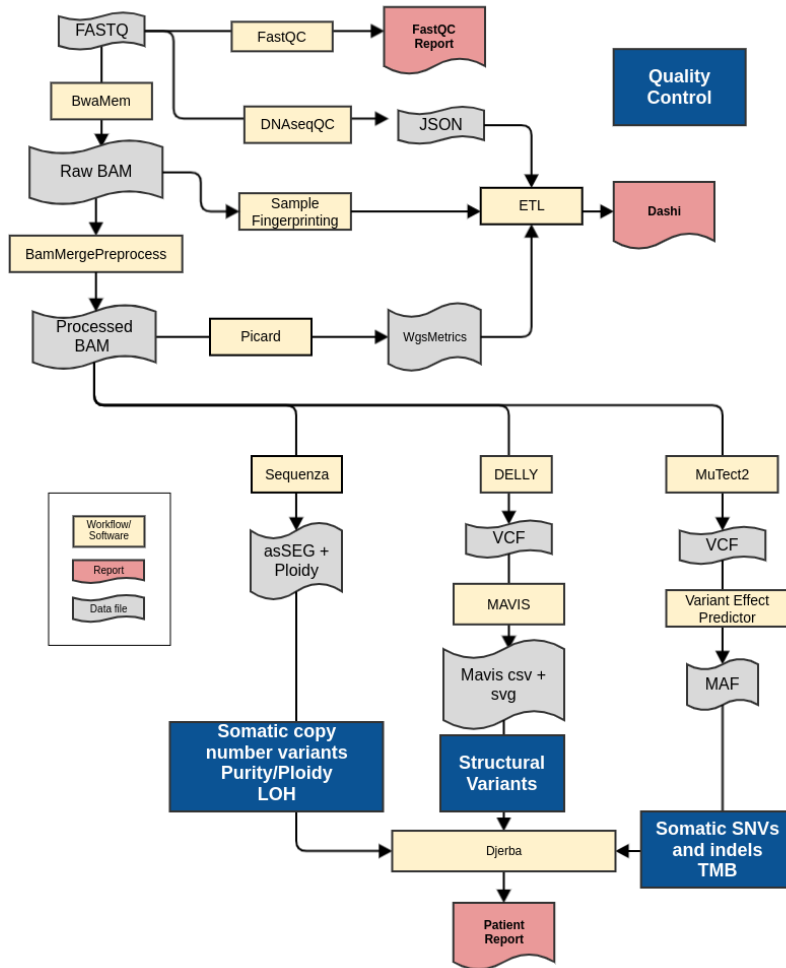 FASTQ
FastQC
FastQC
Report
Quality
Control
BwaMem
DNAseqQC
JSON
Raw BAM
Sample
Fingerprinting
ETL
Dashi
BamMergePreprocess
Processed
BAM
Picard
WgsMetrics
Sequenza
DELLY
MuTect2
asSEG +
Ploidy
VCF
VCF
Workflow/
Software
Report
Data file
MAVIS
Variant Effect
Predictor
Mavis csv +
svg
MAF
Somatic copy
number variants
Purity/Ploidy
LOH
Structural
Variants
Somatic SNVs
and indels
TMB
Djerba
Patient
Report